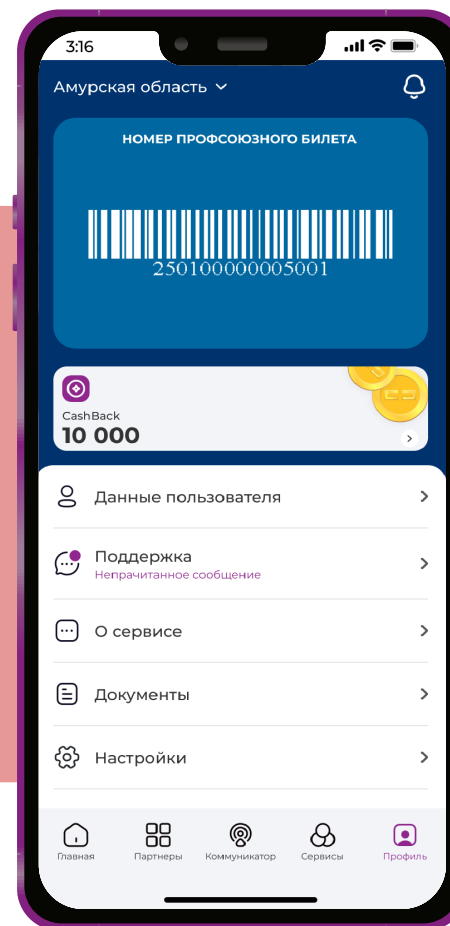 3:16
Амурская область
НОМЕР ПРОФСОЮЗНОГО БИЛЕТА
250100000005001
CashBack
10 000
Данные пользователя
Поддержка
Непрачитанное сообщение
О сервисе
Документы
Настройки
Главная Партнеры Коммуникатор Сервисы Профиль